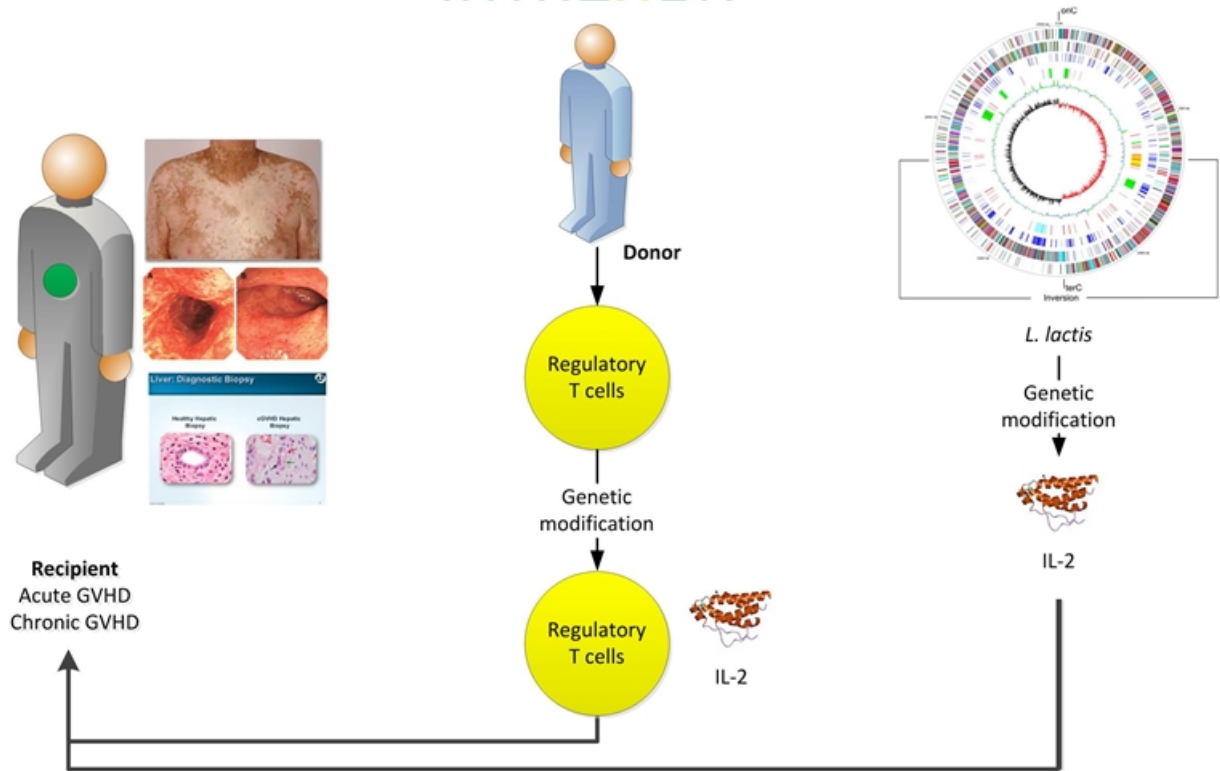 oriC
Donor
Regulatory
T cells
Genetic
modification
Regulatory
T cells
IL-2
terC
Inversion
L. lactis
Genetic
modification
IL-2
A
B
Liver: Diagnostic Biopsy
Healthy Hepatic
Biopsy
cGVHD Hepatic
Biopsy
Recipient
Acute GVHD
Chronic GVHD